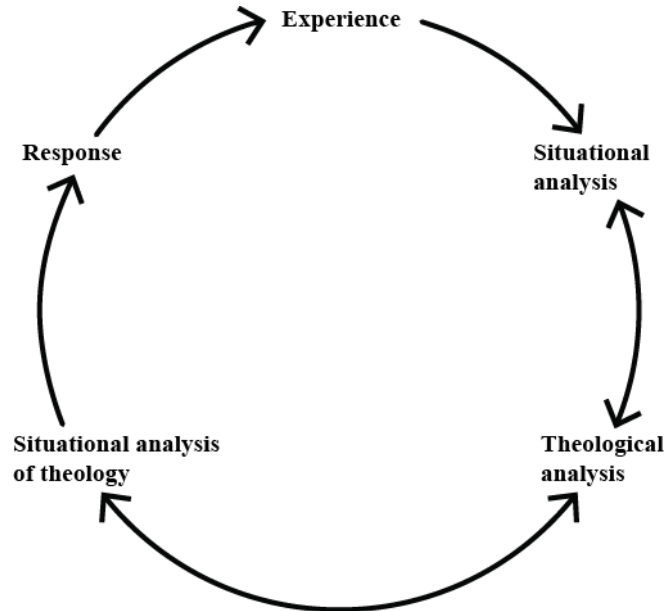 Experience
Response
Situational
analysis
Situational analysis
of theology
Theological
analysis